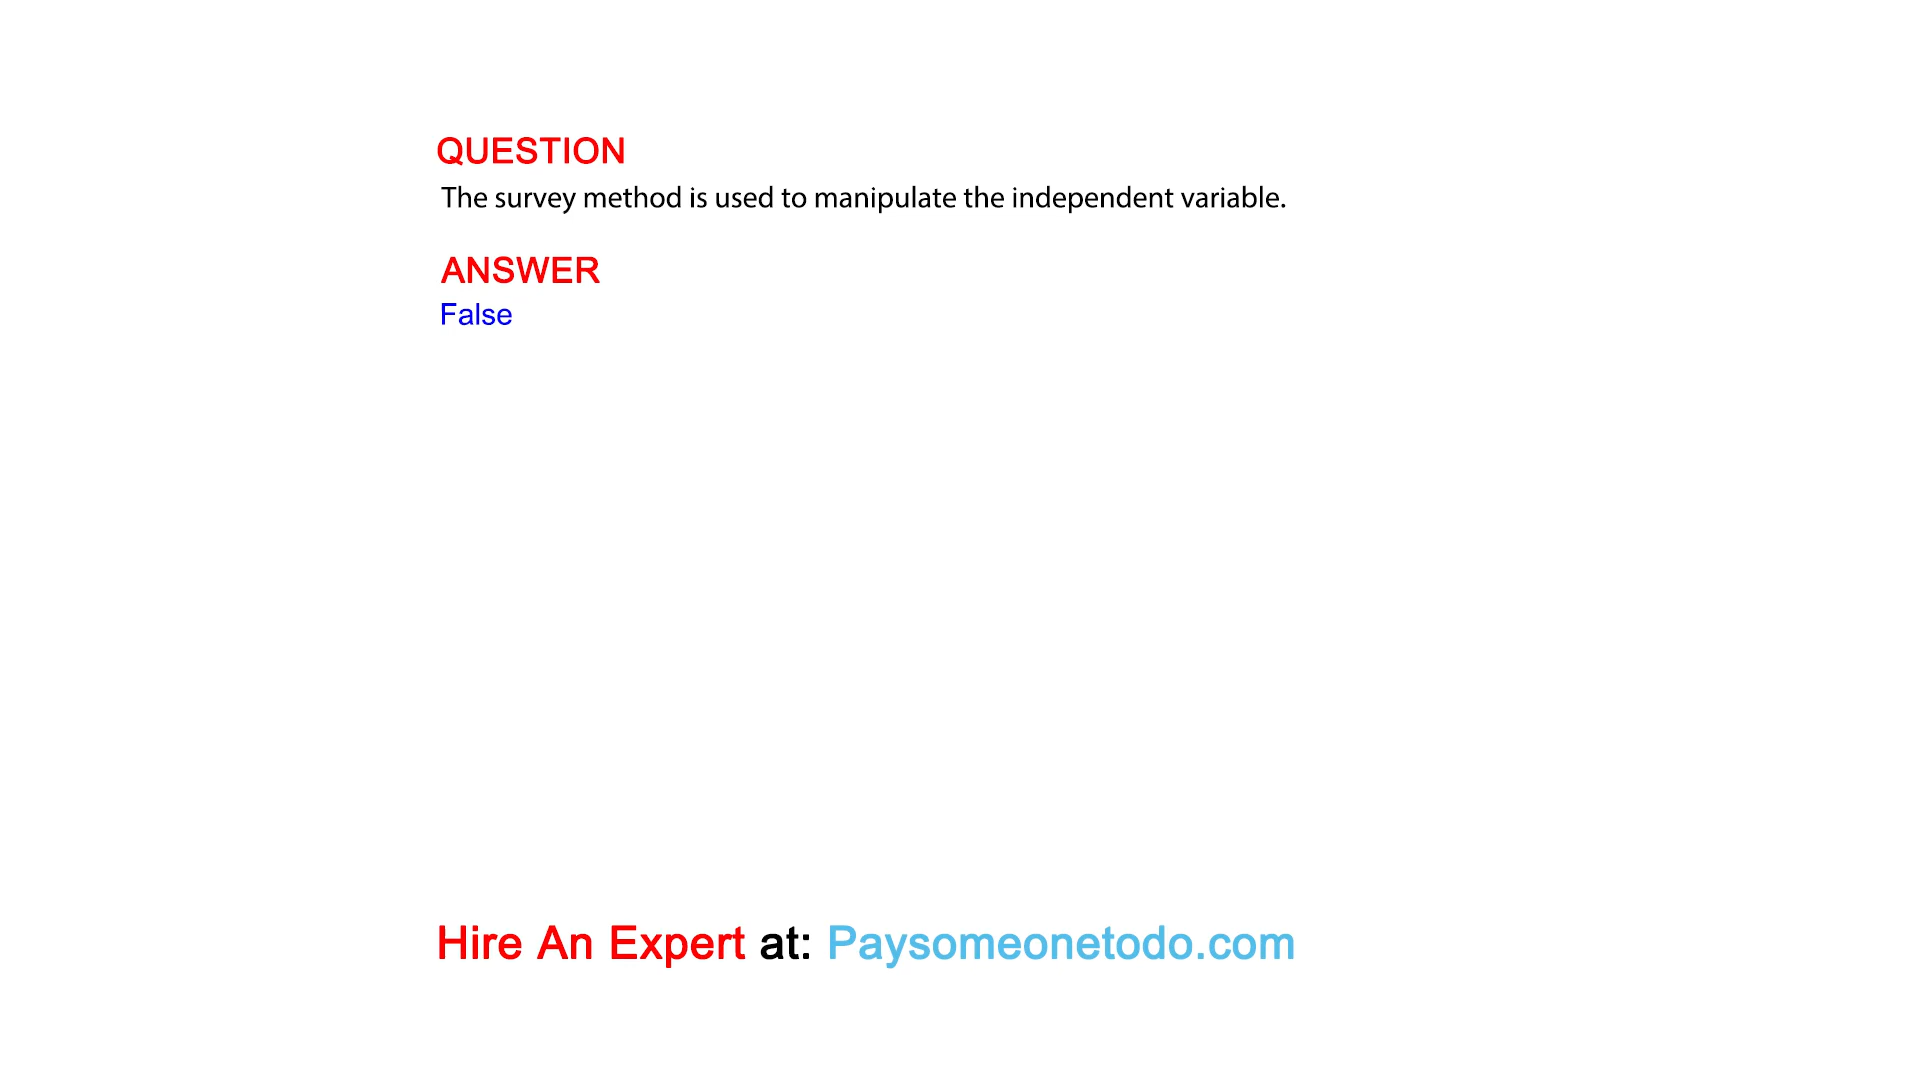 QUESTION
The survey method is used to manipulate the independent variable.
ANSWER
False
Hire An Expert at: Paysomeonetodo.com